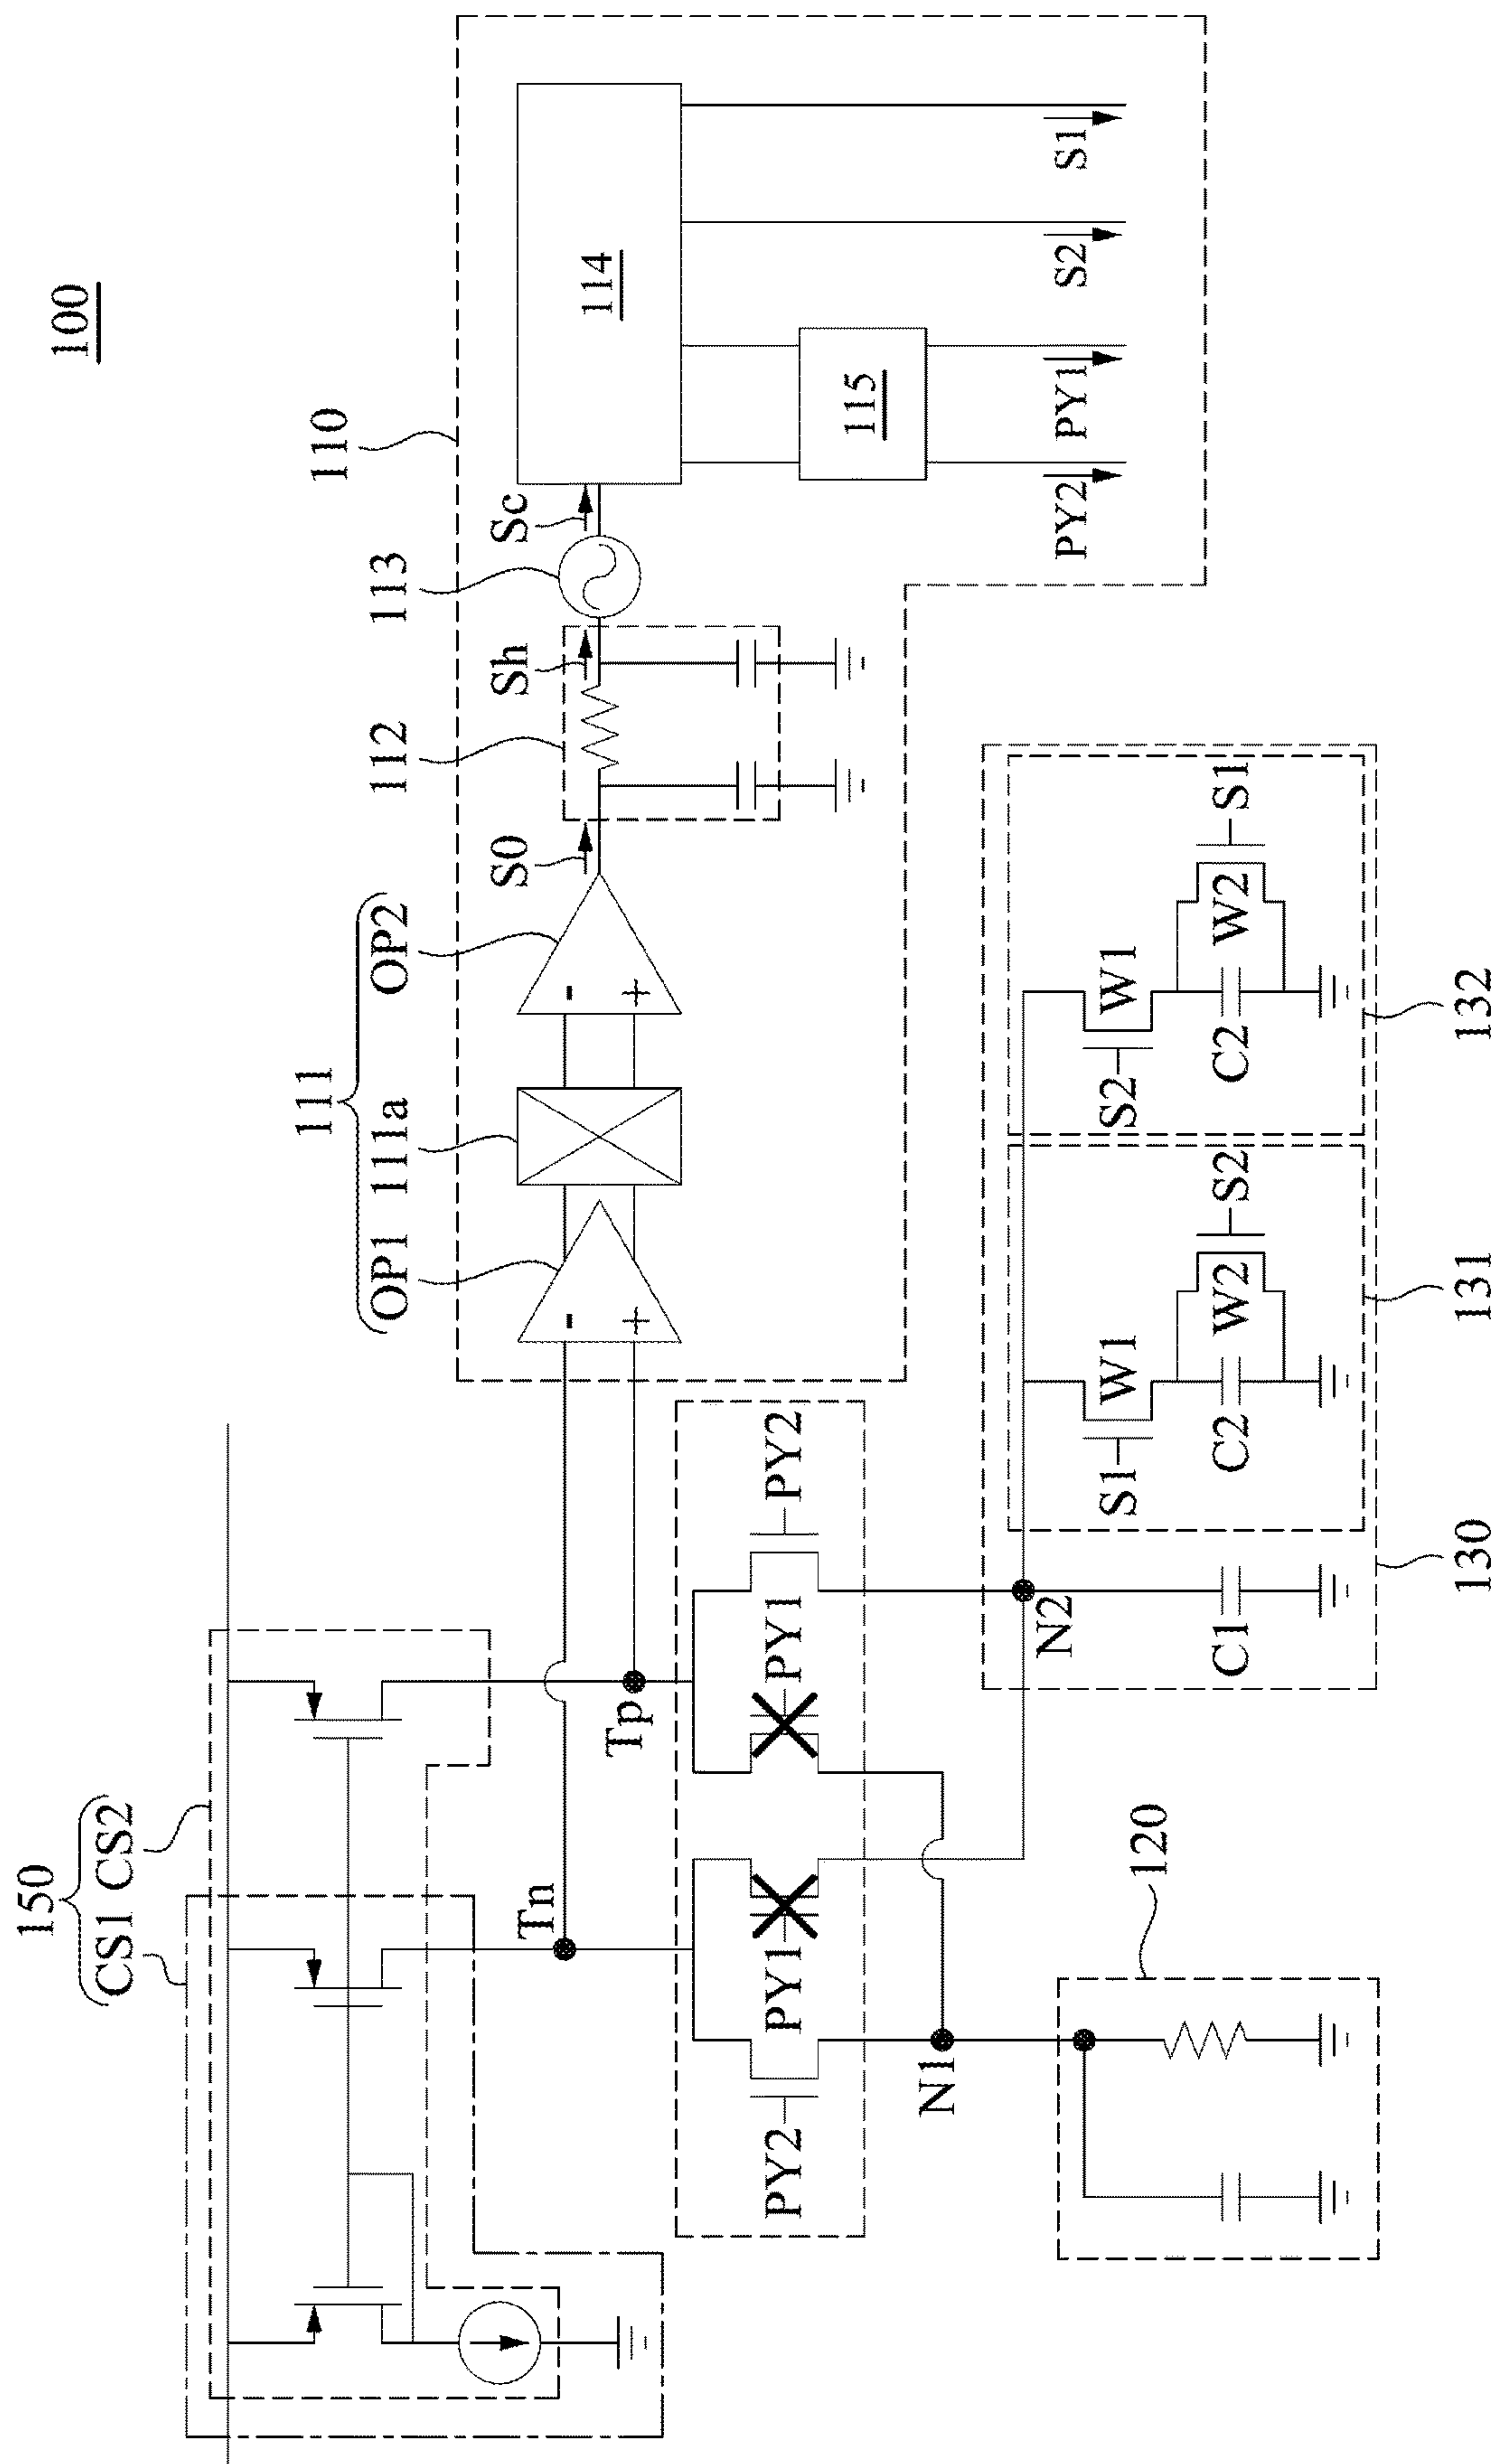 100
150
CS1 CS2
111
OP1 111a OP2
112
113
110
S0
Sh
Sc
114
115
PY2
PY1
S2
S1
-
+
-
+
Tn
Tp
PY2
PY1
PY1
PY2
N1
N2
120
C1
S1
W1
C2
W2
S2
S2
W1
C2
W2
S1
130
131
132